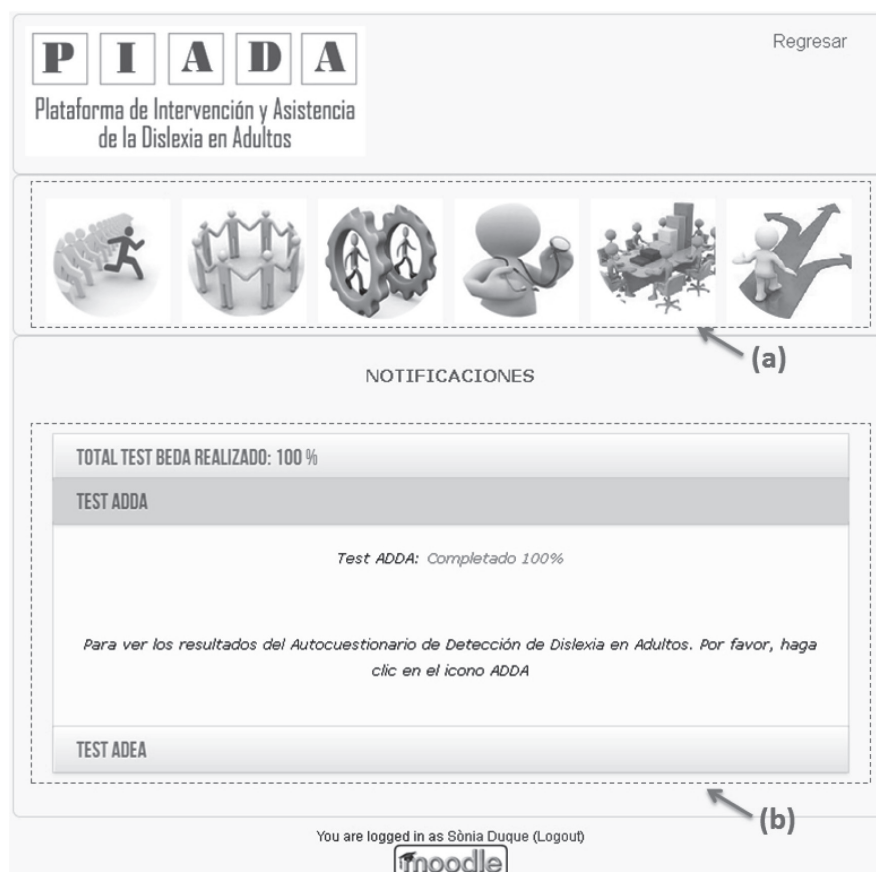 P I A D A
Plataforma de Intervención y Asistencia
de la Dislexia en Adultos
Regresar
(a)
NOTIFICACIONES
TOTAL TEST BEDA REALIZADO: 100 %
TEST ADDA
Test ADDA: Completado 100%
Para ver los resultados del Autocuestionario de Detección de Dislexia en Adultos. Por favor, haga
clic en el icono ADDA
TEST ADEA
(b)
You are logged in as Sònia Duque (Logout)
moodle